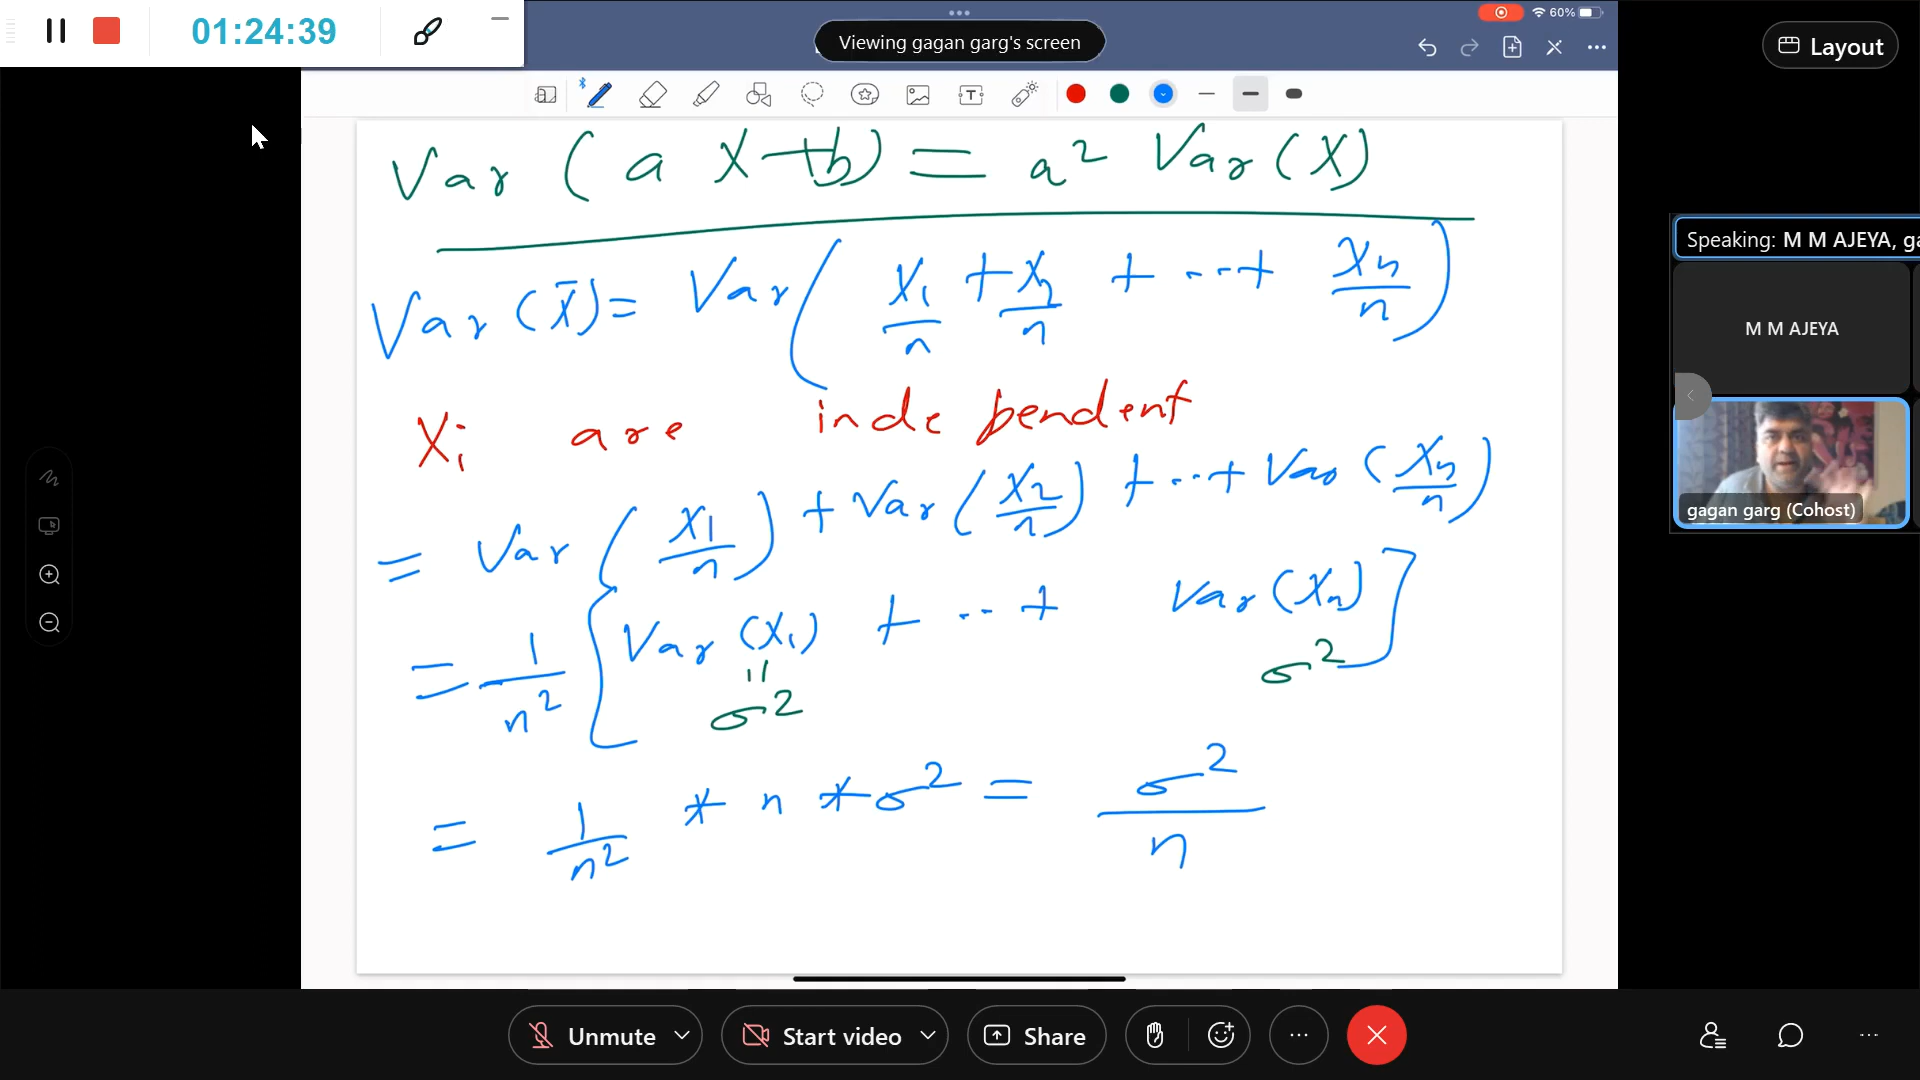 01:24:39
Viewing gagan garg's screen
60%
Layout
Var (a X+b) = a² Var (X)
Var (X̄) = Var ( X₁/n + X₂/n + ... + Xₙ/n )
Xᵢ are independent
= Var ( X₁/n ) + Var ( X₂/n ) + ... + Var ( Xₙ/n )
= 1/n² [ Var (X₁) + ... + Var (Xₙ) ]
= σ² σ²
= 1/n² * n * σ² = σ²/n
Speaking: M M AJEYA, ga
M M AJEYA
gagan garg (Cohost)
Unmute
Start video
Share